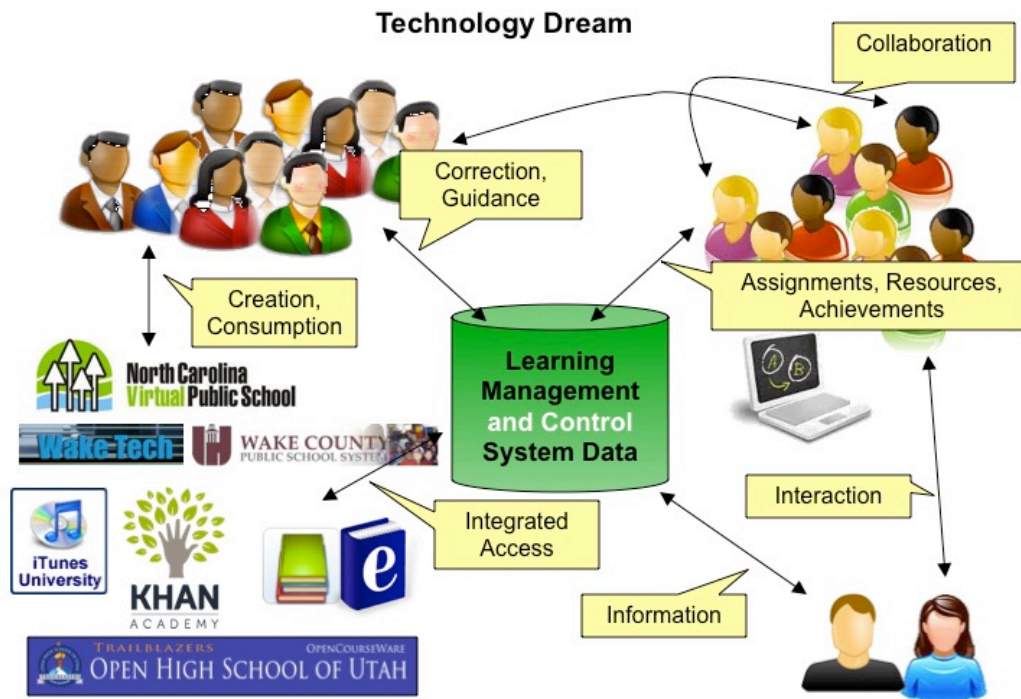 Technology Dream
Collaboration
Correction,
Guidance
Creation,
Consumption
Assignments, Resources,
Achievements
Learning
Management
and Control
System Data
North Carolina
Virtual Public School
Wake Tech
WAKE COUNTY
PUBLIC SCHOOL SYSTEM
A
B
Interaction
Integrated
Access
iTunes
University
KHAN
ACADEMY
e
Information
TRAILBLAZERS OPENCOURSEWARE
OPEN HIGH SCHOOL OF UTAH